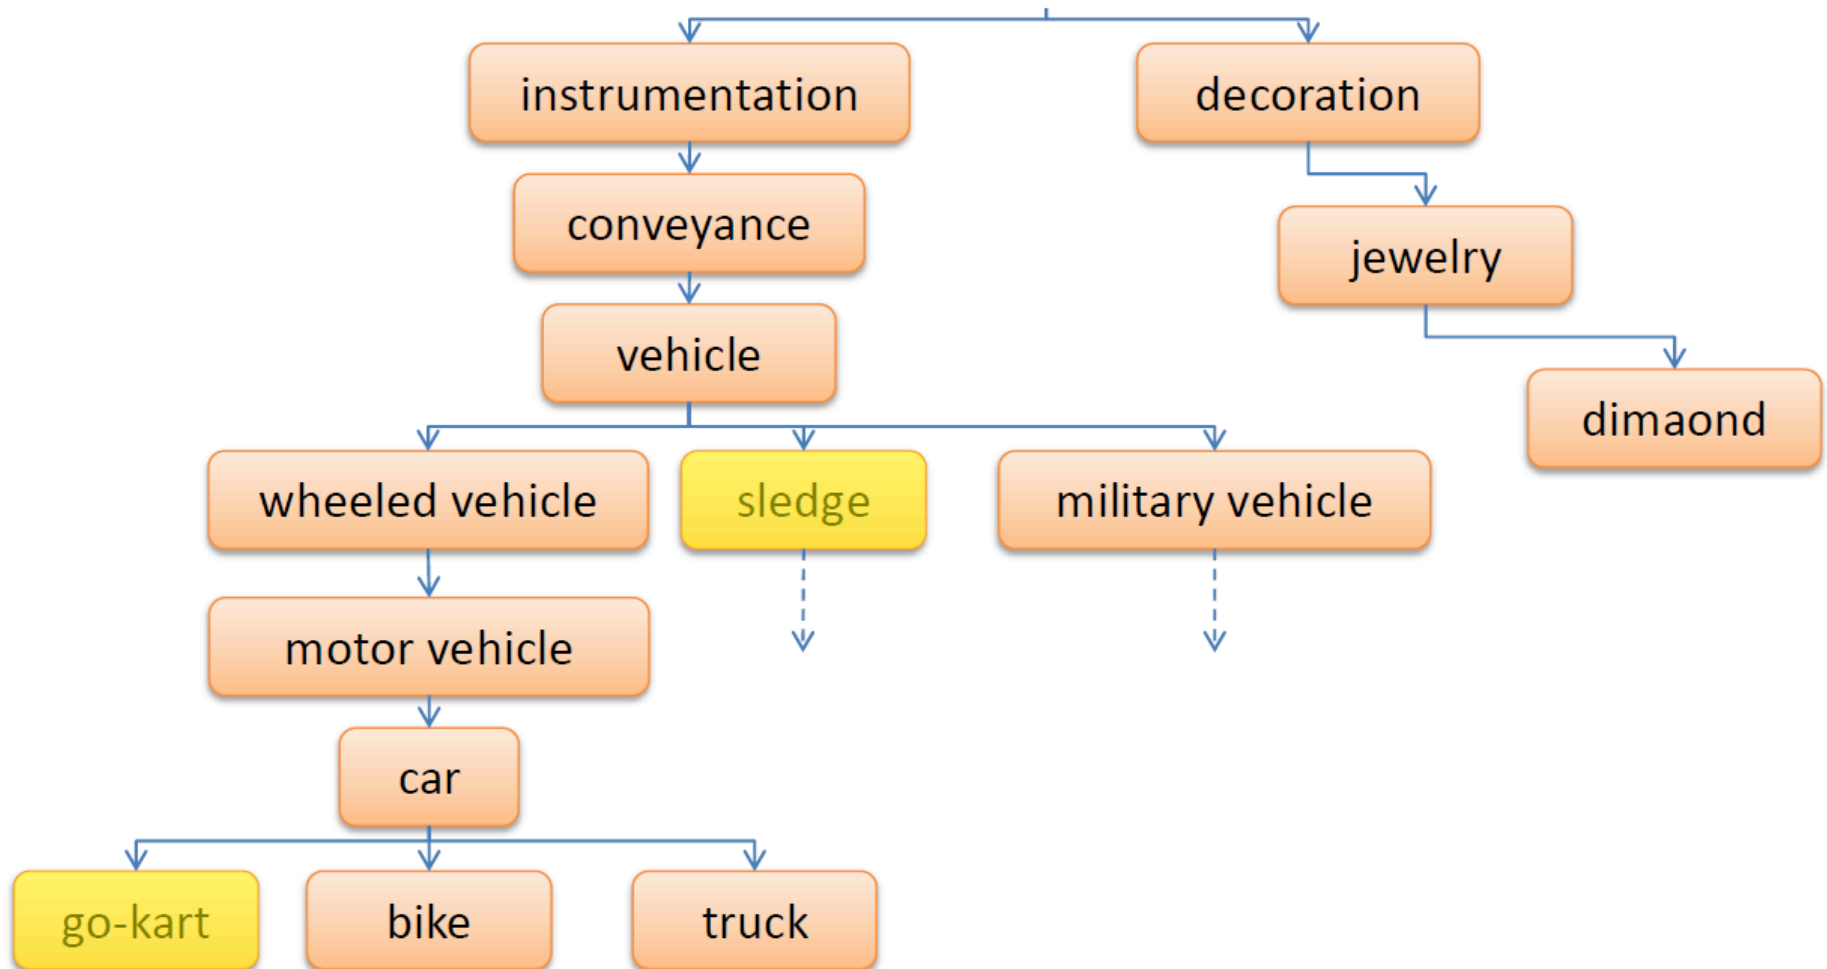 instrumentation
decoration
conveyance
jewelry
vehicle
dimaond
wheeled vehicle
sledge
military vehicle
motor vehicle
car
go-kart
bike
truck